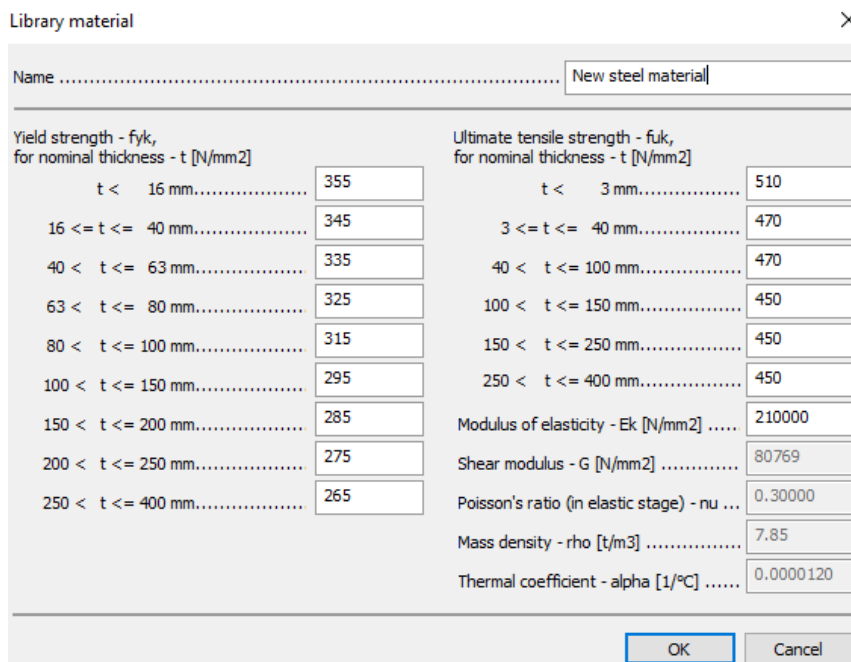 Library material
Name ........................................................................................ New steel material
Yield strength - fyk,
for nominal thickness - t [N/mm2]
t < 16 mm................... 355
16 <= t <= 40 mm................... 345
40 < t <= 63 mm................... 335
63 < t <= 80 mm................... 325
80 < t <= 100 mm................... 315
100 < t <= 150 mm................... 295
150 < t <= 200 mm................... 285
200 < t <= 250 mm................... 275
250 < t <= 400 mm................... 265
Ultimate tensile strength - fuk,
for nominal thickness - t [N/mm2]
t < 3 mm................. 510
3 <= t <= 40 mm................. 470
40 < t <= 100 mm................. 470
100 < t <= 150 mm................. 450
150 < t <= 250 mm................. 450
250 < t <= 400 mm................. 450
Modulus of elasticity - Ek [N/mm2] ...... 210000
Shear modulus - G [N/mm2] ............. 80769
Poisson's ratio (in elastic stage) - nu ... 0.30000
Mass density - rho [t/m3] ................ 7.85
Thermal coefficient - alpha [1/°C] ...... 0.0000120
OK
Cancel